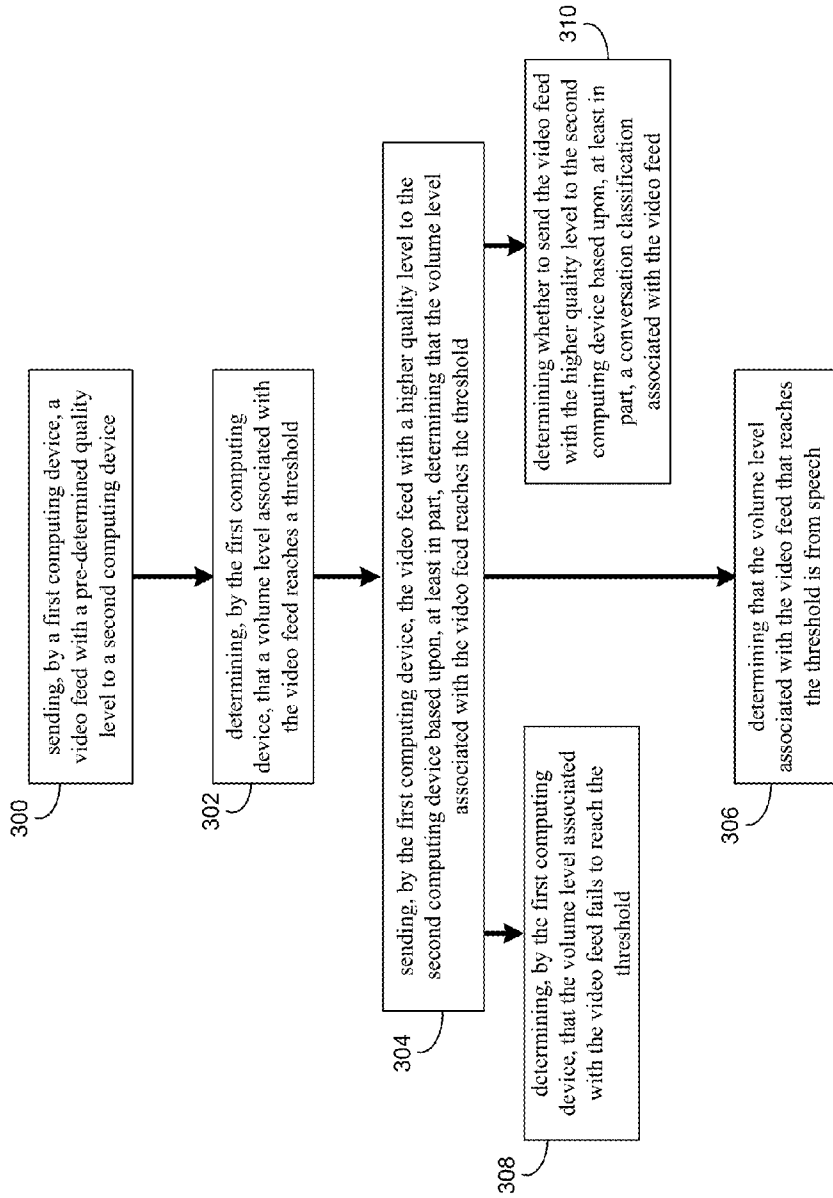 300
sending, by a first computing device, a
video feed with a pre-determined quality
level to a second computing device
302
determining, by the first computing
device, that a volume level associated with
the video feed reaches a threshold
304
sending, by the first computing device, the video feed with a higher quality level to the
second computing device based upon, at least in part, determining that the volume level
associated with the video feed reaches the threshold
308
determining, by the first computing
device, that the volume level associated
with the video feed fails to reach the
threshold
306
determining that the volume level
associated with the video feed that reaches
the threshold is from speech
310
determining whether to send the video feed
with the higher quality level to the second
computing device based upon, at least in
part, a conversation classification
associated with the video feed